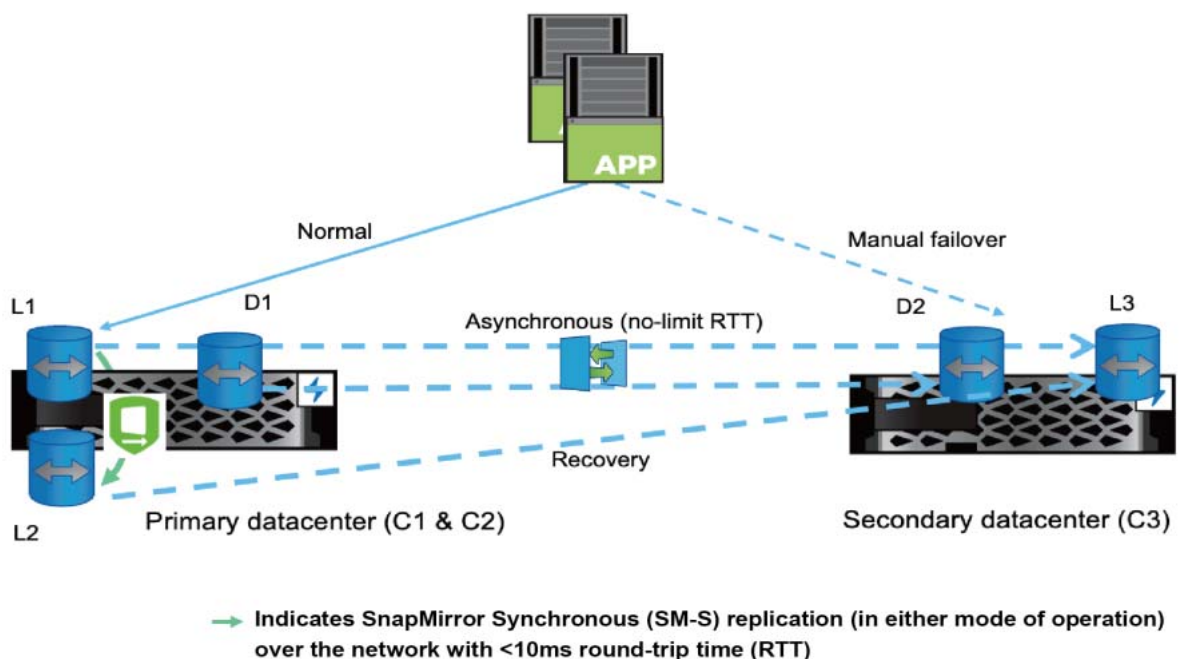 APP
Normal
Manual failover
L1
D1
Asynchronous (no-limit RTT)
D2
L3
Recovery
L2
Primary datacenter (C1 & C2)
Secondary datacenter (C3)
Indicates SnapMirror Synchronous (SM-S) replication (in either mode of operation)
over the network with <10ms round-trip time (RTT)